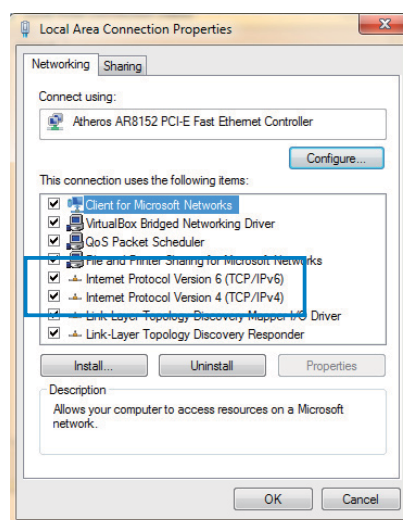 Local Area Connection Properties
Networking Sharing
Connect using:
Atheros AR8152 PCI-E Fast Ethernet Controller
Configure...
This connection uses the following items:
Client for Microsoft Networks
VirtualBox Bridged Networking Driver
QoS Packet Scheduler
File and Printer Sharing for Microsoft Networks
Internet Protocol Version 6 (TCP/IPv6)
Internet Protocol Version 4 (TCP/IPv4)
Link-Layer Topology Discovery Mapper I/O Driver
Link-Layer Topology Discovery Responder
Install... Uninstall Properties
Description
Allows your computer to access resources on a Microsoft
network.
OK Cancel